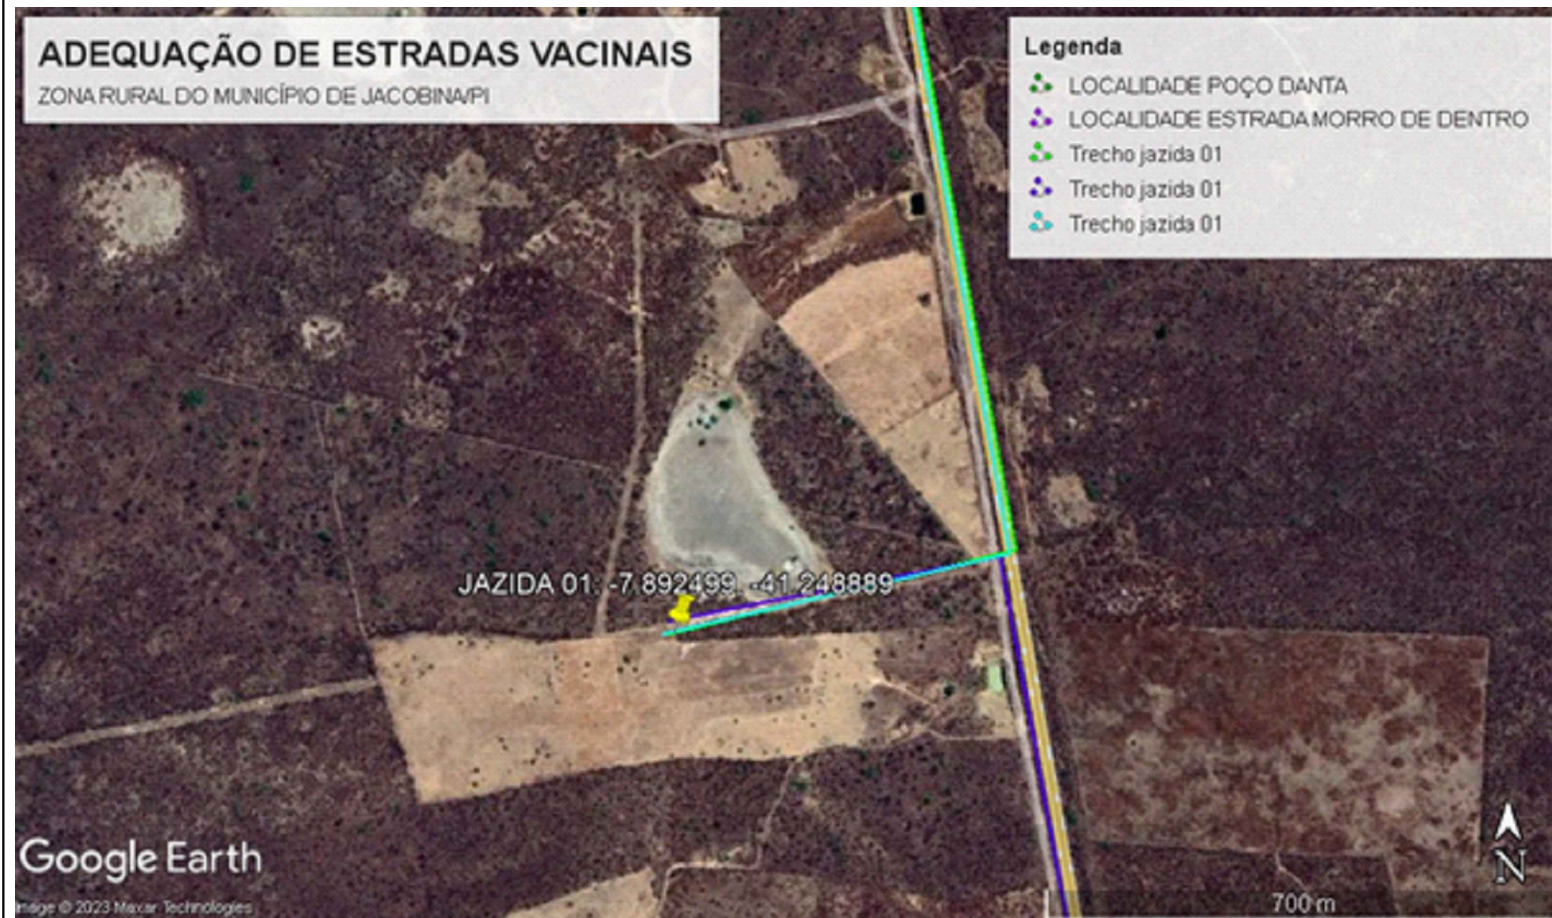 ADEQUAÇÃO DE ESTRADAS VACINAIS
ZONA RURAL DO MUNICÍPIO DE JACOBINA/PI
Legenda
LOCALIDADE POÇO DANTA
LOCALIDADE ESTRADA MORRO DE DENTRO
Trecho jazida 01
Trecho jazida 01
Trecho jazida 01
JAZIDA 01: -7.892499, -41.248889
Google Earth
Image © 2023 Maxar Technologies
N
700 m